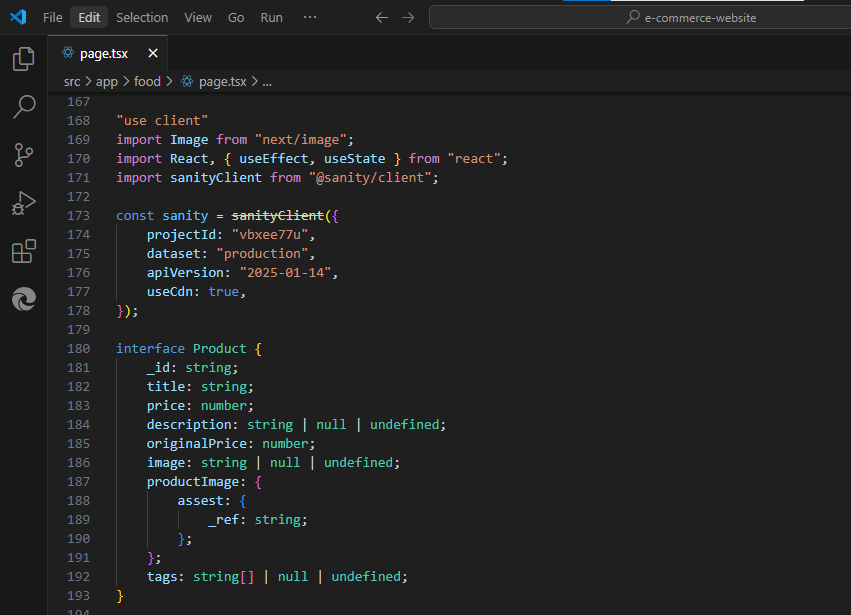 File Edit Selection View Go Run ··· ← → e-commerce-website
page.tsx ×
src > app > food > page.tsx > ...
167
168 "use client"
169 import Image from "next/image";
170 import React, { useEffect, useState } from "react";
171 import sanityClient from "@sanity/client";
172
173 const sanity = sanityClient({
174     projectId: "vbxee77u",
175     dataset: "production",
176     apiVersion: "2025-01-14",
177     useCdn: true,
178 });
179
180 interface Product {
181     _id: string;
182     title: string;
183     price: number;
184     description: string | null | undefined;
185     originalPrice: number;
186     image: string | null | undefined;
187     productImage: {
188         assest: {
189             _ref: string;
190         };
191     };
192     tags: string[] | null | undefined;
193 }
194